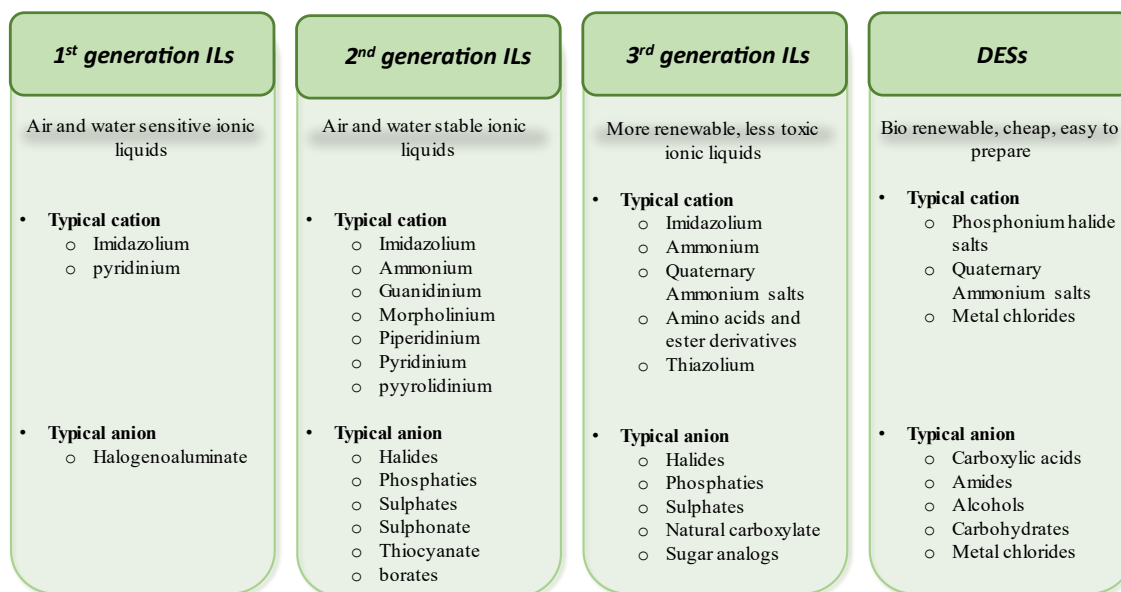 1st generation ILs
Air and water sensitive ionic
liquids
• Typical cation
o Imidazolium
o pyridinium
• Typical anion
o Halogenoaluminate
2nd generation ILs
Air and water stable ionic
liquids
• Typical cation
o Imidazolium
o Ammonium
o Guanidinium
o Morpholinium
o Piperidinium
o Pyridinium
o pyyrolidinium
• Typical anion
o Halides
o Phosphaties
o Sulphates
o Sulphonate
o Thiocyanate
o borates
3rd generation ILs
More renewable, less toxic
ionic liquids
• Typical cation
o Imidazolium
o Ammonium
o Quaternary
Ammonium salts
o Amino acids and
ester derivatives
o Thiazolium
• Typical anion
o Halides
o Phosphaties
o Sulphates
o Natural carboxylate
o Sugar analogs
DESs
Bio renewable, cheap, easy to
prepare
• Typical cation
o Phosphonium halide
salts
o Quaternary
Ammonium salts
o Metal chlorides
• Typical anion
o Carboxylic acids
o Amides
o Alcohols
o Carbohydrates
o Metal chlorides